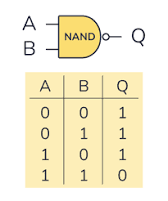 A
NAND
B
Q
A B Q
0 0 1
0 1 1
1 0 1
1 1 0